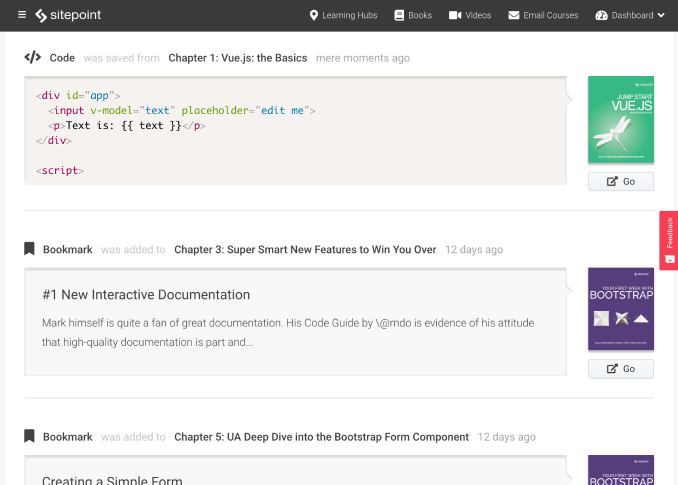 sitepoint
Learning Hubs Books Videos Email Courses Dashboard
Code was saved from Chapter 1: Vue.js: the Basics mere moments ago
<div id="app">
<input v-model="text" placeholder="edit me">
<p>Text is: {{ text }}</p>
</div>
<script>
JUMP START
VUE.JS
Go
Feedback
Bookmark was added to Chapter 3: Super Smart New Features to Win You Over 12 days ago
#1 New Interactive Documentation
Mark himself is quite a fan of great documentation. His Code Guide by \@mdo is evidence of his attitude
that high-quality documentation is part and...
YOUR FIRST WEEK WITH
BOOTSTRAP
Go
Bookmark was added to Chapter 5: UA Deep Dive into the Bootstrap Form Component 12 days ago
Creating a Simple Form
YOUR FIRST WEEK WITH
BOOTSTRAP